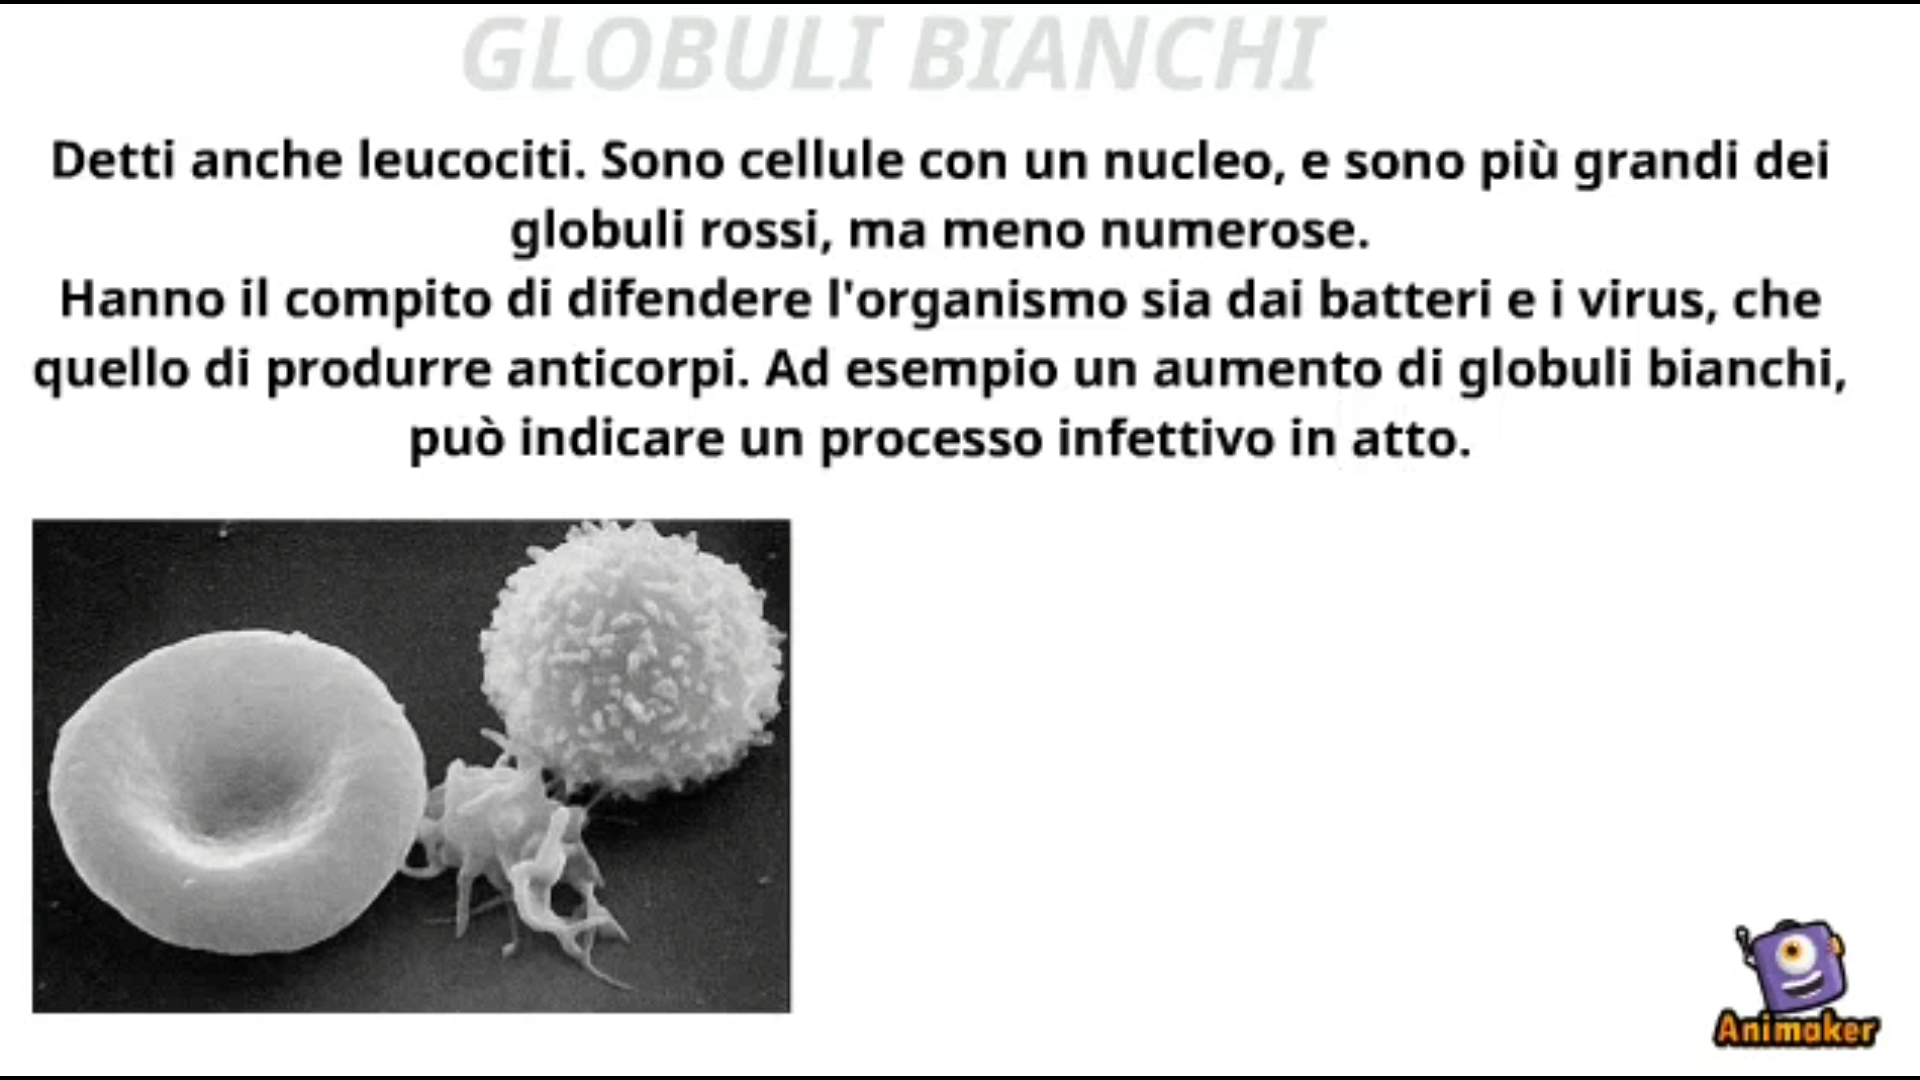 GLOBULI BIANCHI
Detti anche leucociti. Sono cellule con un nucleo, e sono più grandi dei
globuli rossi, ma meno numerose.
Hanno il compito di difendere l'organismo sia dai batteri e i virus, che
quello di produrre anticorpi. Ad esempio un aumento di globuli bianchi,
può indicare un processo infettivo in atto.
Animaker